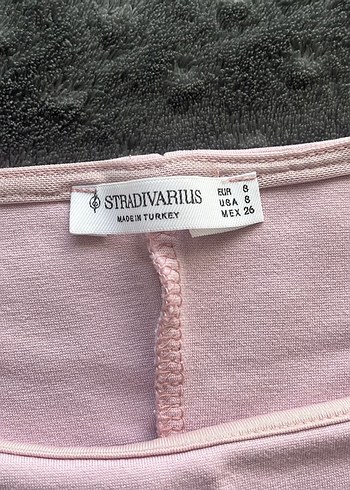 STRADIVARIUS
MADE IN TURKEY
EUR S
USA S
MEX 26